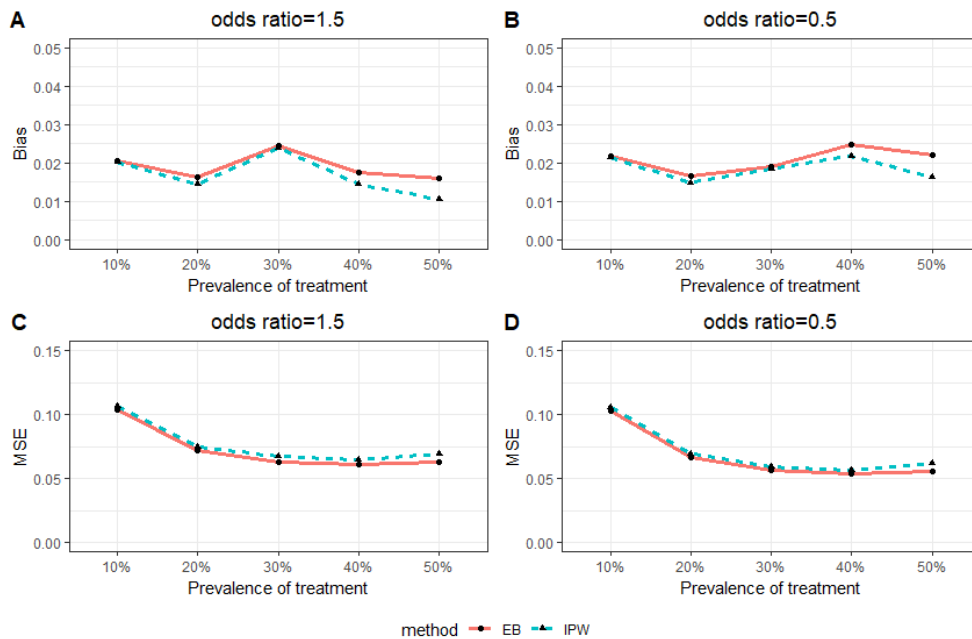 A odds ratio=1.5
0.05
0.04
0.03
0.02
0.01
0.00
Bias
10% 20% 30% 40% 50%
Prevalence of treatment
B odds ratio=0.5
0.05
0.04
0.03
0.02
0.01
0.00
Bias
10% 20% 30% 40% 50%
Prevalence of treatment
C odds ratio=1.5
0.15
0.10
0.05
0.00
MSE
10% 20% 30% 40% 50%
Prevalence of treatment
D odds ratio=0.5
0.15
0.10
0.05
0.00
MSE
10% 20% 30% 40% 50%
Prevalence of treatment
method EB IPW